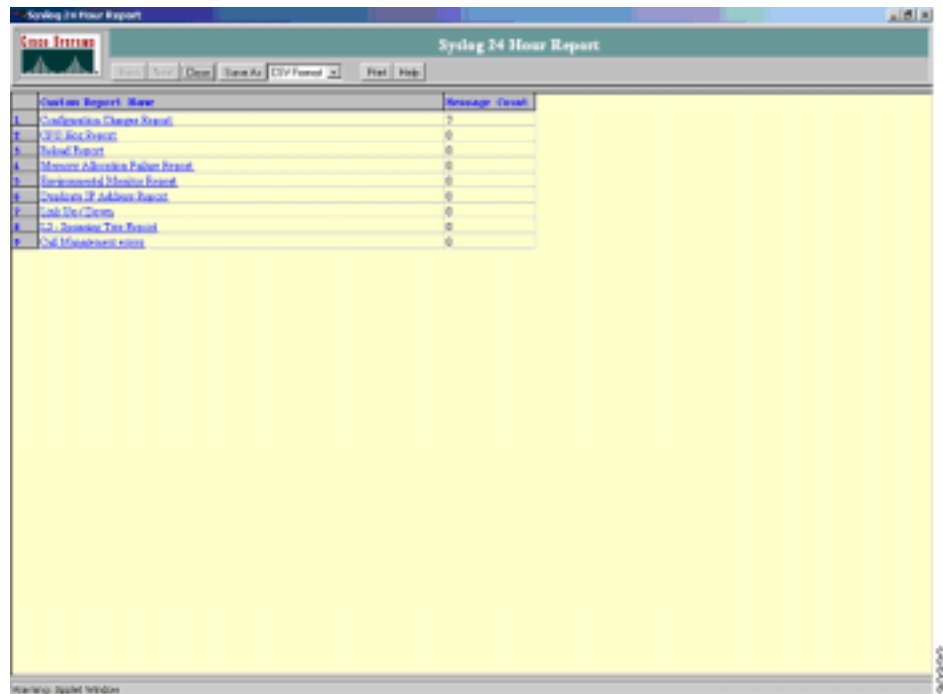 Syslog 24 Hour Report
Cisco Systems
Syslog 24 Hour Report
Back Next Close Save As CSV Format Print Help
Custom Report Name Message Count
1 Configuration Changes Report 7
2 CPU Hog Report 0
3 Reload Report 0
4 Memory Allocation Failure Report 0
5 Environmental Monitor Report 0
6 Duplicate IP Address Report 0
7 Link Up / Down 0
8 L2 - Spanning Tree Report 0
9 Call Management errors 0
Warning: Applet Window